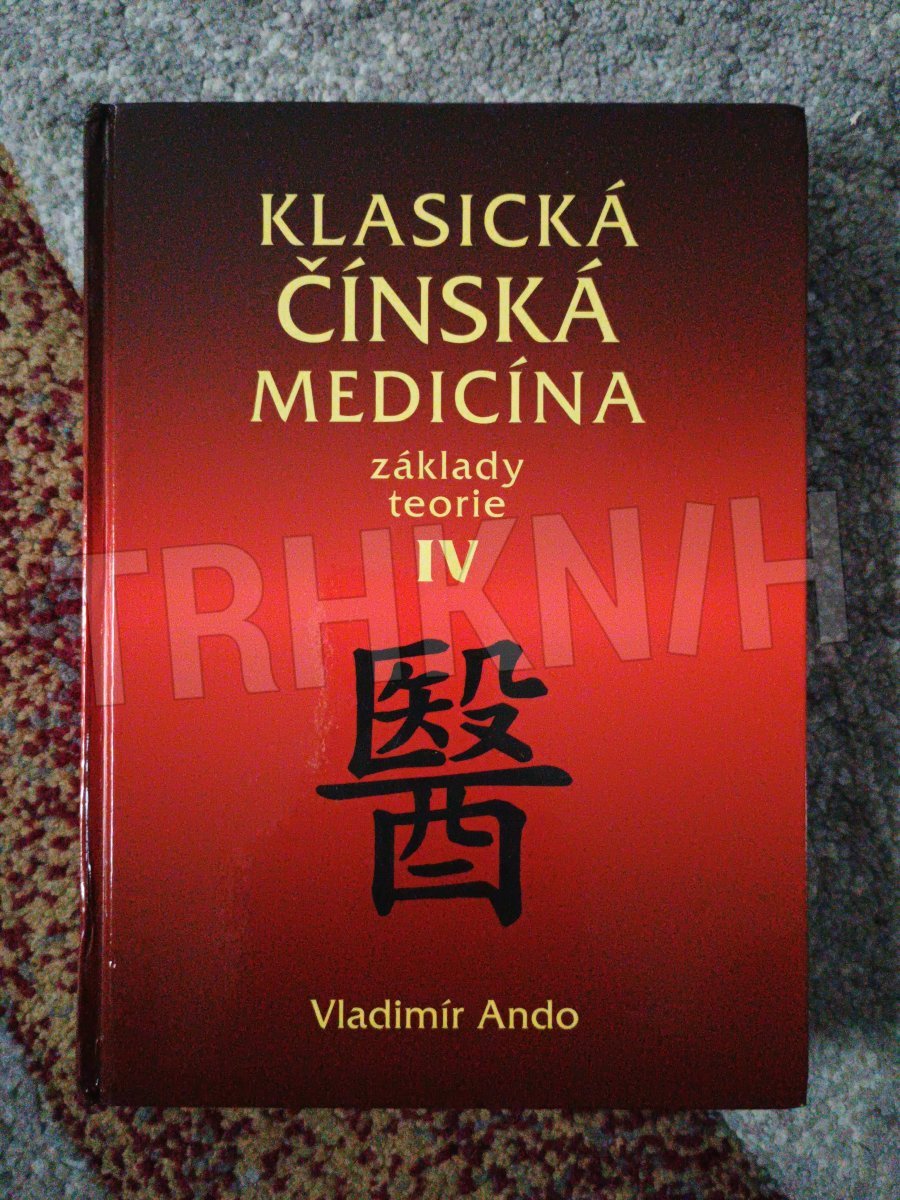 KLASICKÁ
ČÍNSKÁ
MEDICÍNA
základy
teorie
IV
TRHKNIH
醫
Vladimír Ando